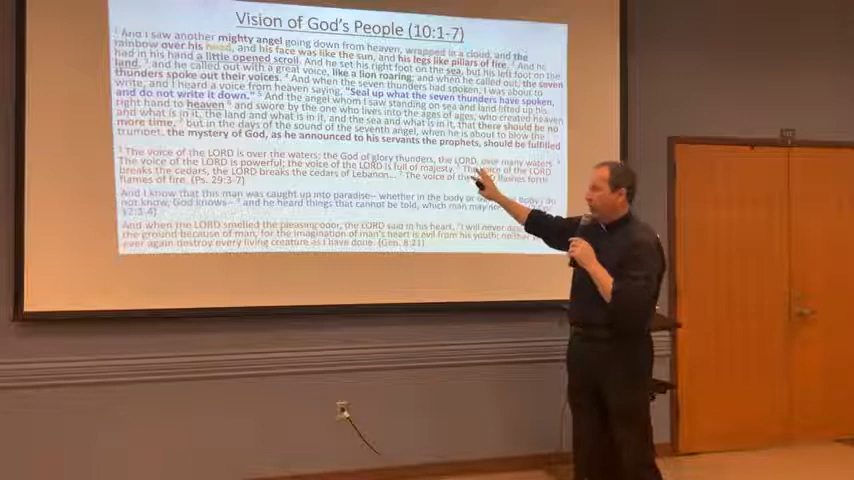 Vision of God's People (10:1-7)
1 And I saw another mighty angel going down from heaven, wrapped in a cloud, and the
rainbow over his head, and his face was like the sun, and his legs like pillars of fire. 2 And he
had in his hand a little opened scroll. And he set his right foot on the sea, but his left foot on the
land, 3 and he called out with a great voice, like a lion roaring; and when he called out, the seven
thunders spoke out their voices. 4 And when the seven thunders had spoken, I was about to
write, and I heard a voice from heaven saying, "Seal up what the seven thunders have spoken,
and do not write it down." 5 And the angel whom I saw standing on sea and land lifted up his
right hand to heaven 6 and swore by the one who lives into the ages of ages, who created heaven
and what is in it, the land and what is in it, and the sea and what is in it, that there should be no
more time, 7 but in the days of the sound of the seventh angel, when he is about to blow the
trumpet, the mystery of God, as he announced to his servants the prophets, should be fulfilled
3 The voice of the LORD is over the waters; the God of glory thunders, the LORD, over many waters.
The voice of the LORD is powerful; the voice of the LORD is full of majesty. The voice of the LORD
breaks the cedars, the LORD breaks the cedars of Lebanon... 7 The voice of the flashes forth
flames of fire. (Ps. 29:3-7)
And I know that this man was caught up into paradise-- whether in the body or out body I do
not know, God knows-- 4 and he heard things that cannot be told, which man may not
12:1-4)
And when the LORD smelled the pleasing odor, the LORD said in his heart, "I will never
the ground because of man, for the imagination of man's heart is evil from his youth;
ever again destroy every living creature as I have done. (Gen. 8:21)